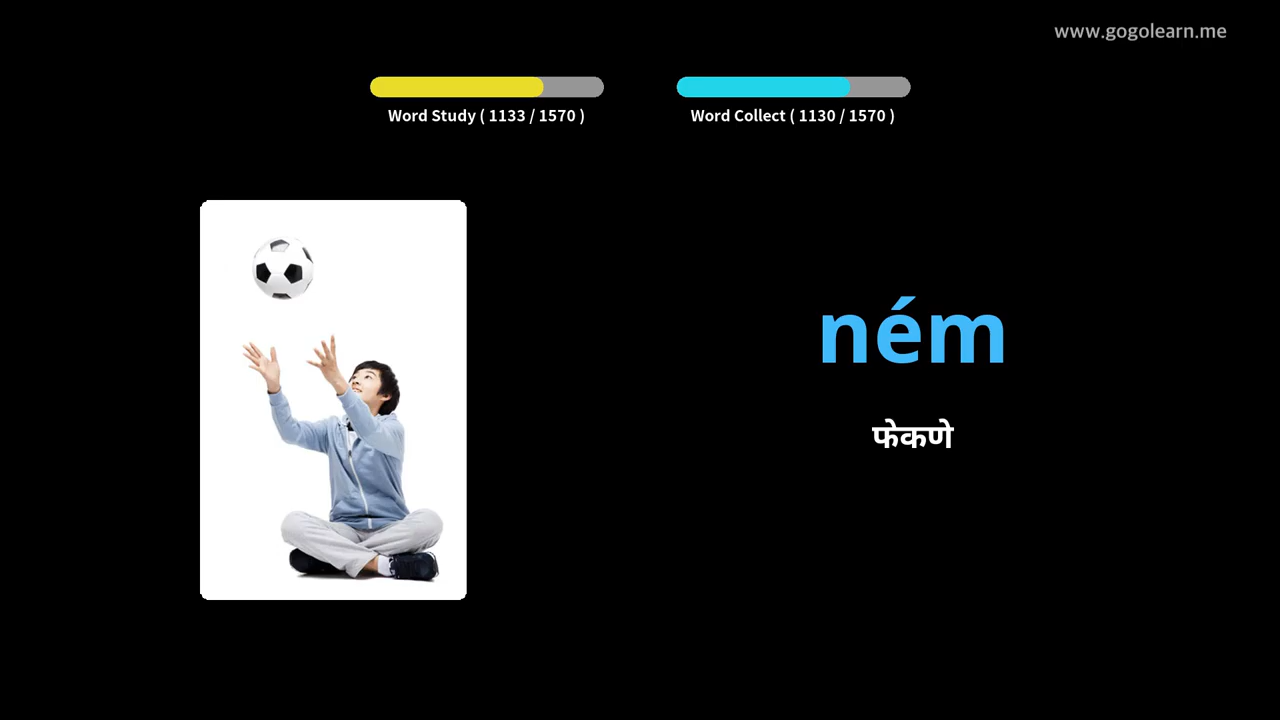 www.gogolearn.me
Word Study ( 1133 / 1570 )
Word Collect ( 1130 / 1570 )
ném
फेकणे